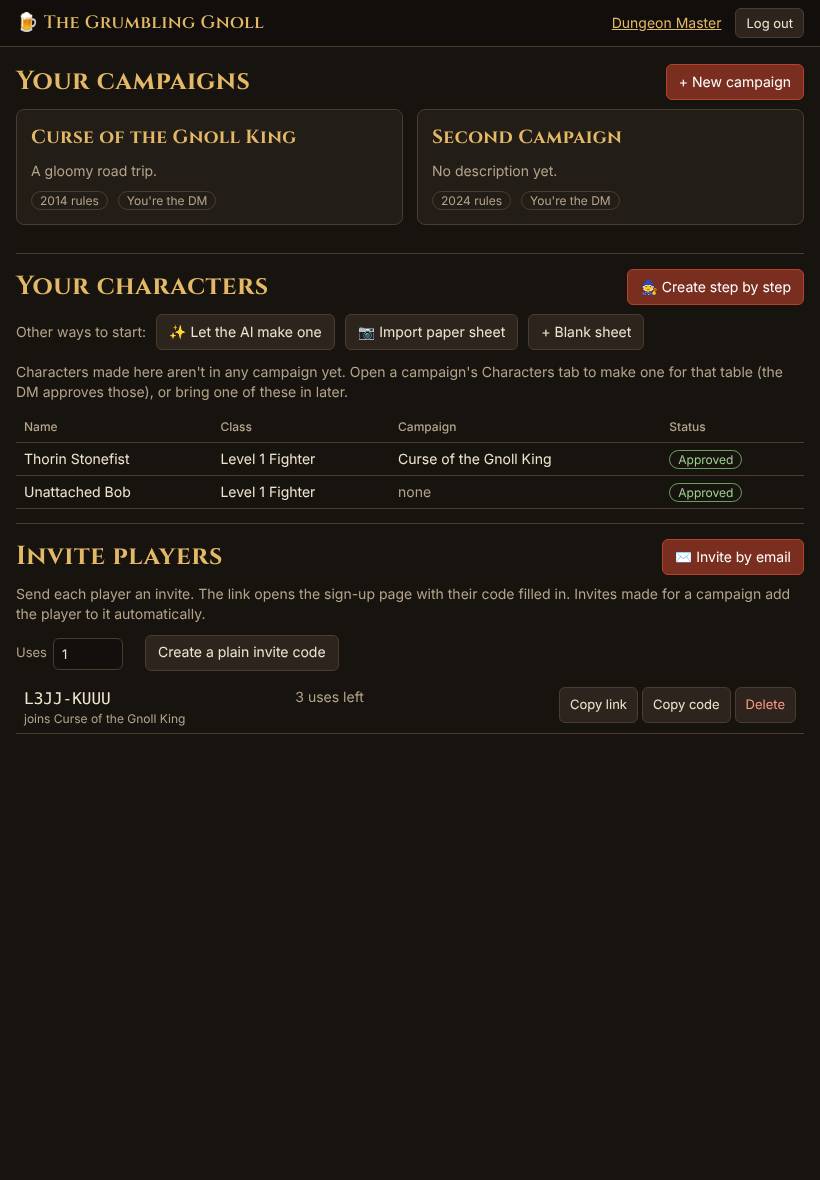 🍺 The Grumbling Gnoll Dungeon Master Log out
Your campaigns + New campaign
Curse of the Gnoll King Second Campaign
A gloomy road trip. No description yet.
2014 rules You're the DM 2024 rules You're the DM
Your characters 🧙 Create step by step
Other ways to start: ✨ Let the AI make one 📷 Import paper sheet + Blank sheet
Characters made here aren't in any campaign yet. Open a campaign's Characters tab to make one for that table (the
DM approves those), or bring one of these in later.
Name Class Campaign Status
Thorin Stonefist Level 1 Fighter Curse of the Gnoll King Approved
Unattached Bob Level 1 Fighter none Approved
Invite players ✉️ Invite by email
Send each player an invite. The link opens the sign-up page with their code filled in. Invites made for a campaign add
the player to it automatically.
Uses 1 Create a plain invite code
L3JJ-KUUU 3 uses left Copy link Copy code Delete
joins Curse of the Gnoll King